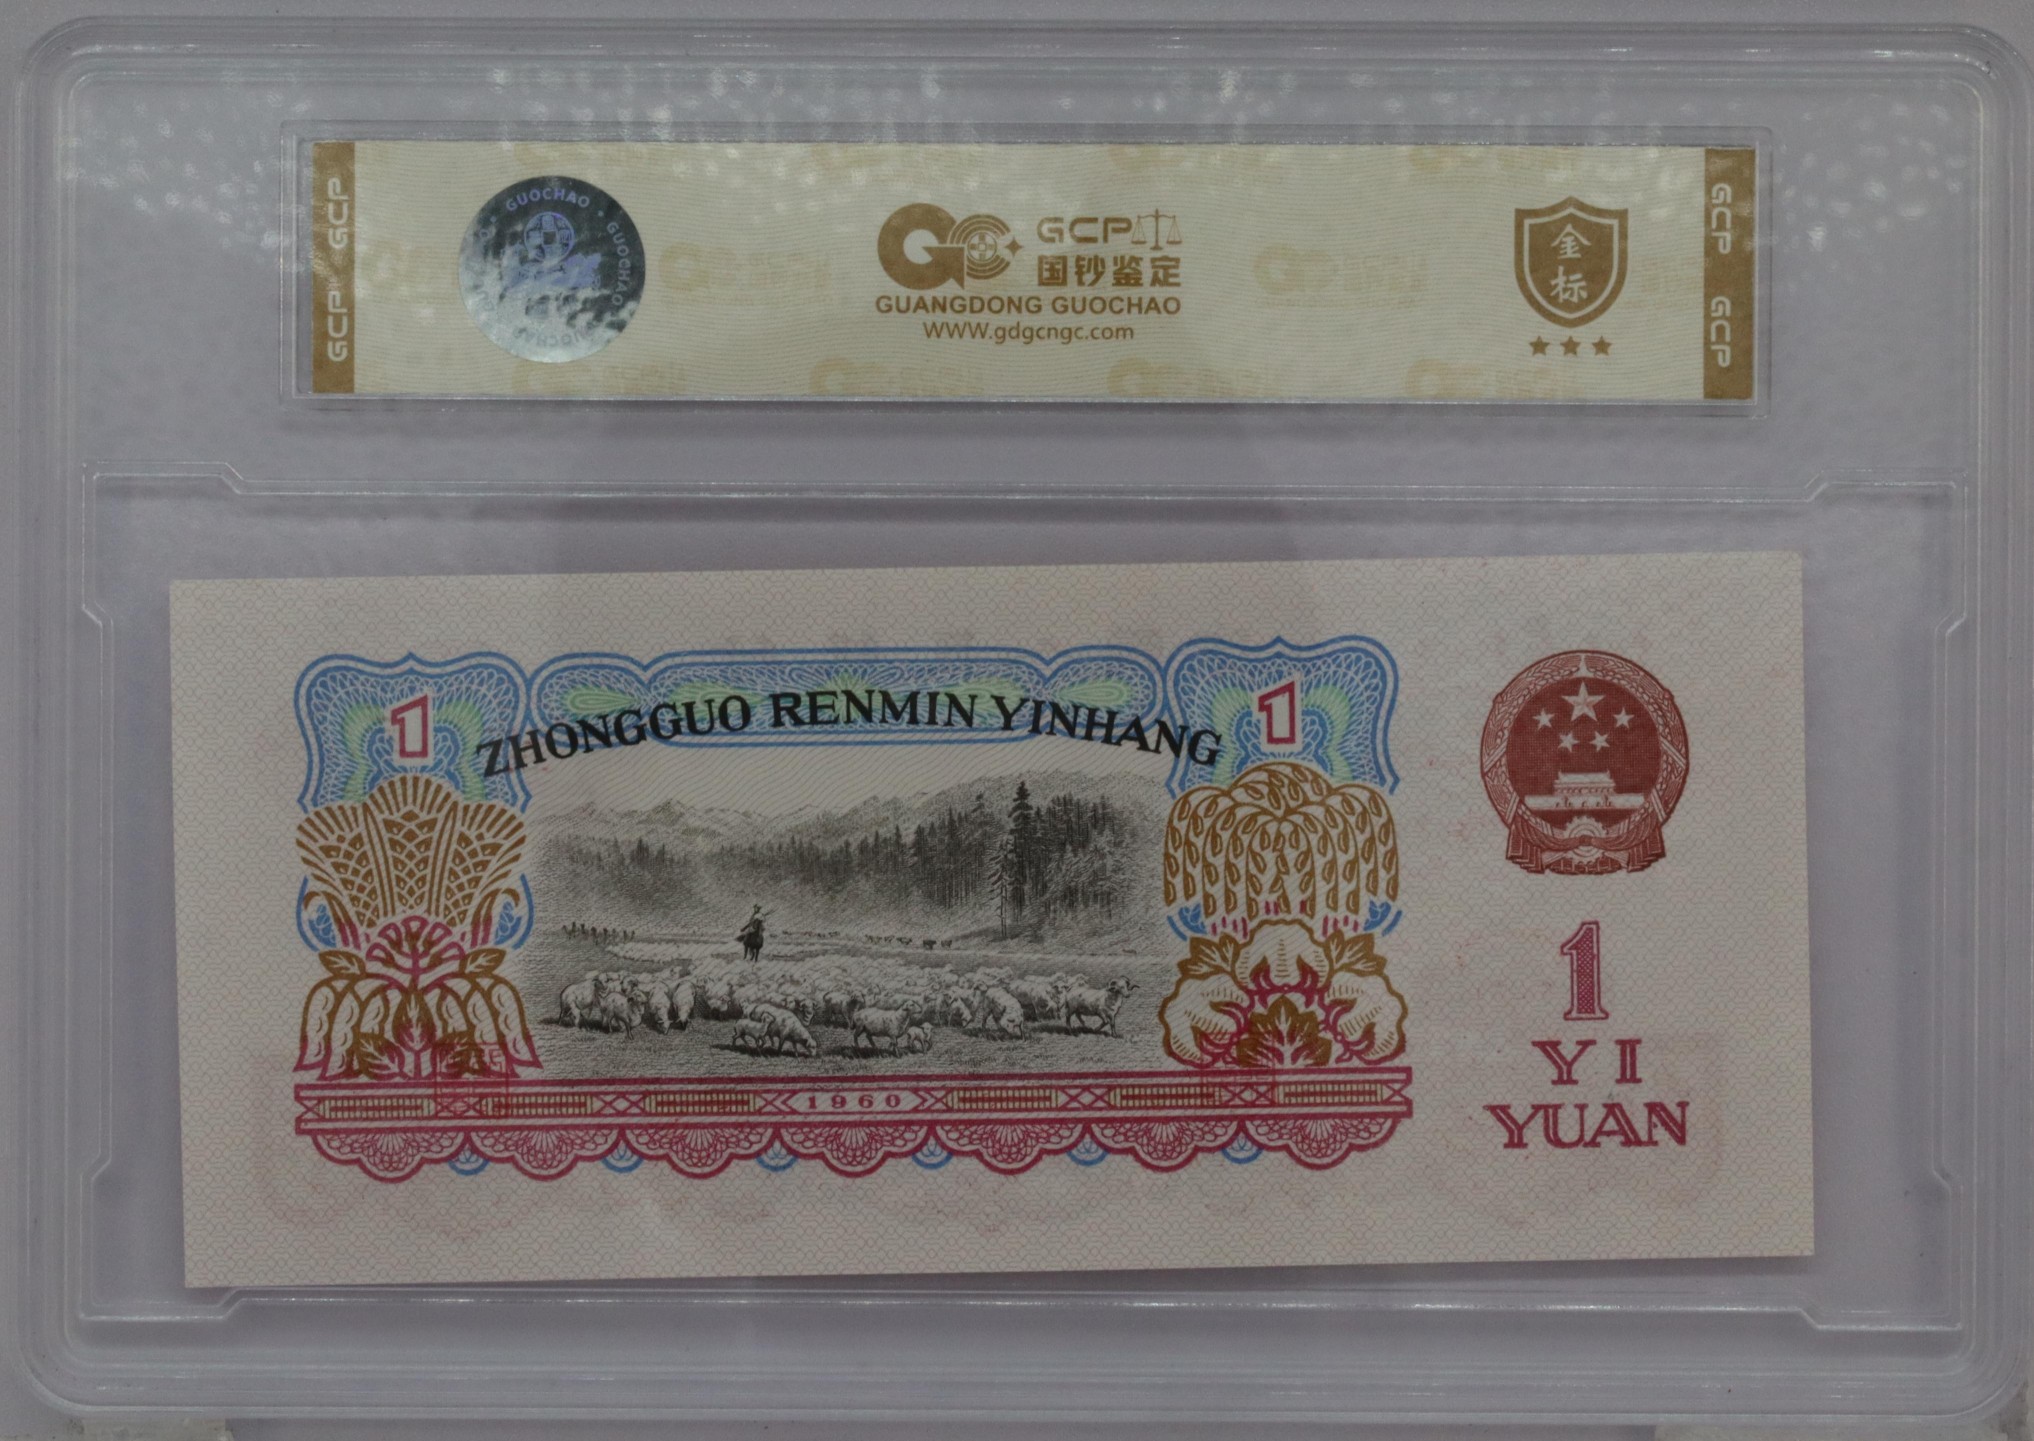 GCP GCP
GUOCHAO · GUOCHAO
GCP
国钞鉴定
GUANGDONG GUOCHAO
WWW.gdgcngc.com
金
标
GCP GCP
1
ZHONGGUO RENMIN YINHANG
1
1960
1
YI
YUAN